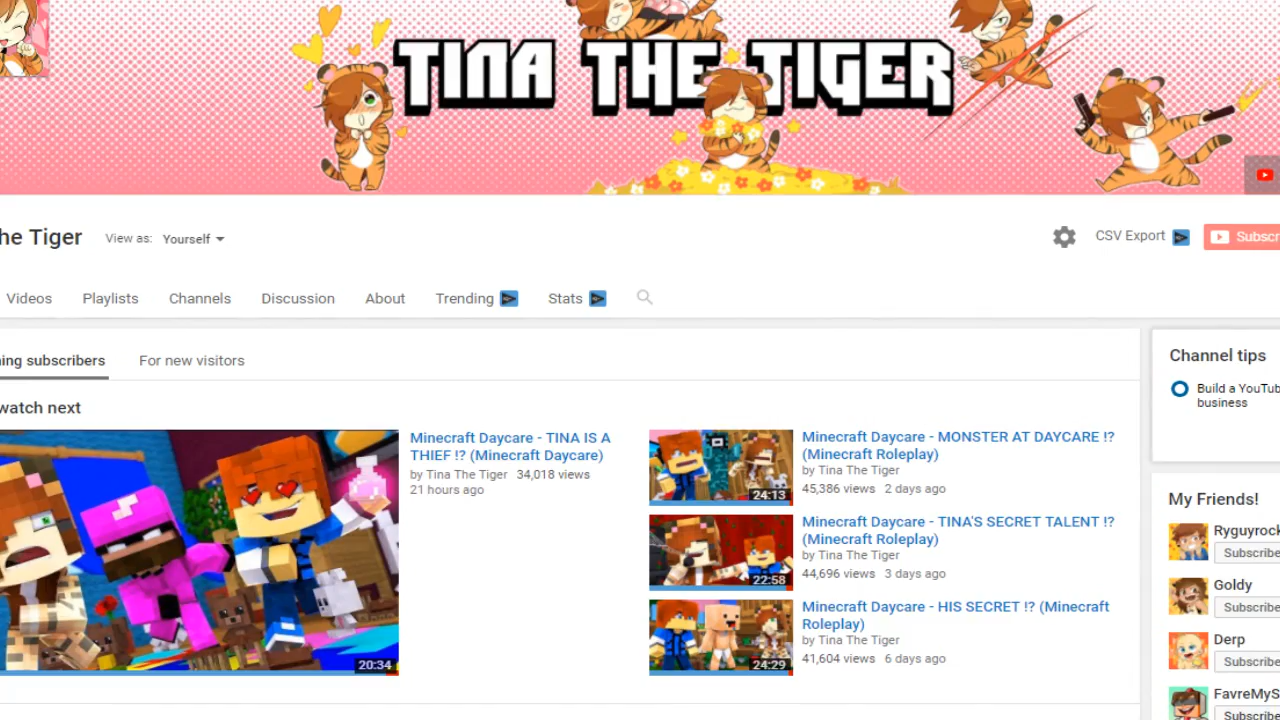 TINA THE TIGER
he Tiger
View as: Yourself
CSV Export
Subscr
Videos
Playlists
Channels
Discussion
About
Trending
Stats
ing subscribers
For new visitors
watch next
20:34
Minecraft Daycare - TINA IS A
THIEF !? (Minecraft Daycare)
by Tina The Tiger 34,018 views
21 hours ago
24:13
Minecraft Daycare - MONSTER AT DAYCARE !?
(Minecraft Roleplay)
by Tina The Tiger
45,386 views 2 days ago
22:58
Minecraft Daycare - TINA'S SECRET TALENT !?
(Minecraft Roleplay)
by Tina The Tiger
44,696 views 3 days ago
24:29
Minecraft Daycare - HIS SECRET !? (Minecraft
Roleplay)
by Tina The Tiger
41,604 views 6 days ago
Channel tips
Build a YouTub
business
My Friends!
Ryguyrock
Subscribe
Goldy
Subscribe
Derp
Subscribe
FavreMyS
Subscribe